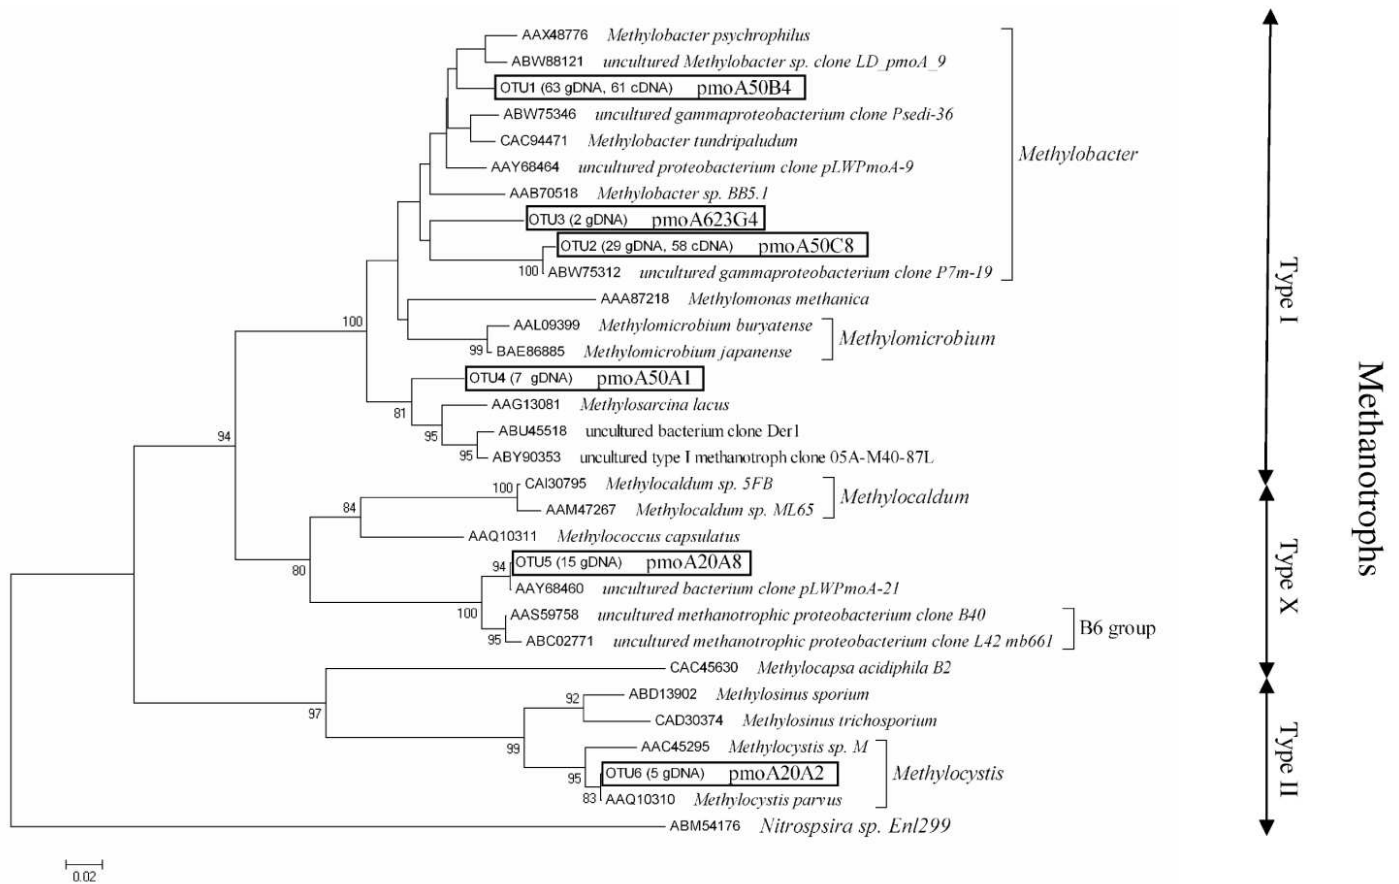 AAX48776 Methylobacter psychrophilus
ABW88121 uncultured Methylobacter sp. clone LD_pmoA_9
OTU1 (63 gDNA, 61 cDNA) pmoA50B4
ABW75346 uncultured gammaproteobacterium clone Psedi-36
CAC94471 Methylobacter tundripaludum
Methylobacter
AAY68464 uncultured proteobacterium clone pLWPmoA-9
AAB70518 Methylobacter sp. BB5.1
OTU3 (2 gDNA) pmoA623G4
OTU2 (29 gDNA, 58 cDNA) pmoA50C8
100 ABW75312 uncultured gammaproteobacterium clone P7m-19
AAA87218 Methylomonas methanica
Type I
100
AAL09399 Methylomicrobium buryatense
Methylomicrobium
99 BAE86885 Methylomicrobium japanense
OTU4 (7 gDNA) pmoA50A1
81
AAG13081 Methylosarcina lacus
94
95
ABU45518 uncultured bacterium clone Der1
95 ABY90353 uncultured type I methanotroph clone 05A-M40-87L
Methanotrophs
100 CAI30795 Methylocaldum sp. 5FB
Methylocaldum
84
AAM47267 Methylocaldum sp. ML65
AAQ10311 Methylococcus capsulatus
80
94 OTU5 (15 gDNA) pmoA20A8
AAY68460 uncultured bacterium clone pLWPmoA-21
Type X
100
AAS59758 uncultured methanotrophic proteobacterium clone B40
B6 group
95 ABC02771 uncultured methanotrophic proteobacterium clone L42 mb661
CAC45630 Methylocapsa acidiphila B2
97
92 ABD13902 Methylosinus sporium
CAD30374 Methylosinus trichosporium
99
AAC45295 Methylocystis sp. M
Type II
95
OTU6 (5 gDNA) pmoA20A2
Methylocystis
83 AAQ10310 Methylocystis parvus
ABM54176 Nitrospsira sp. Enl299
0.02